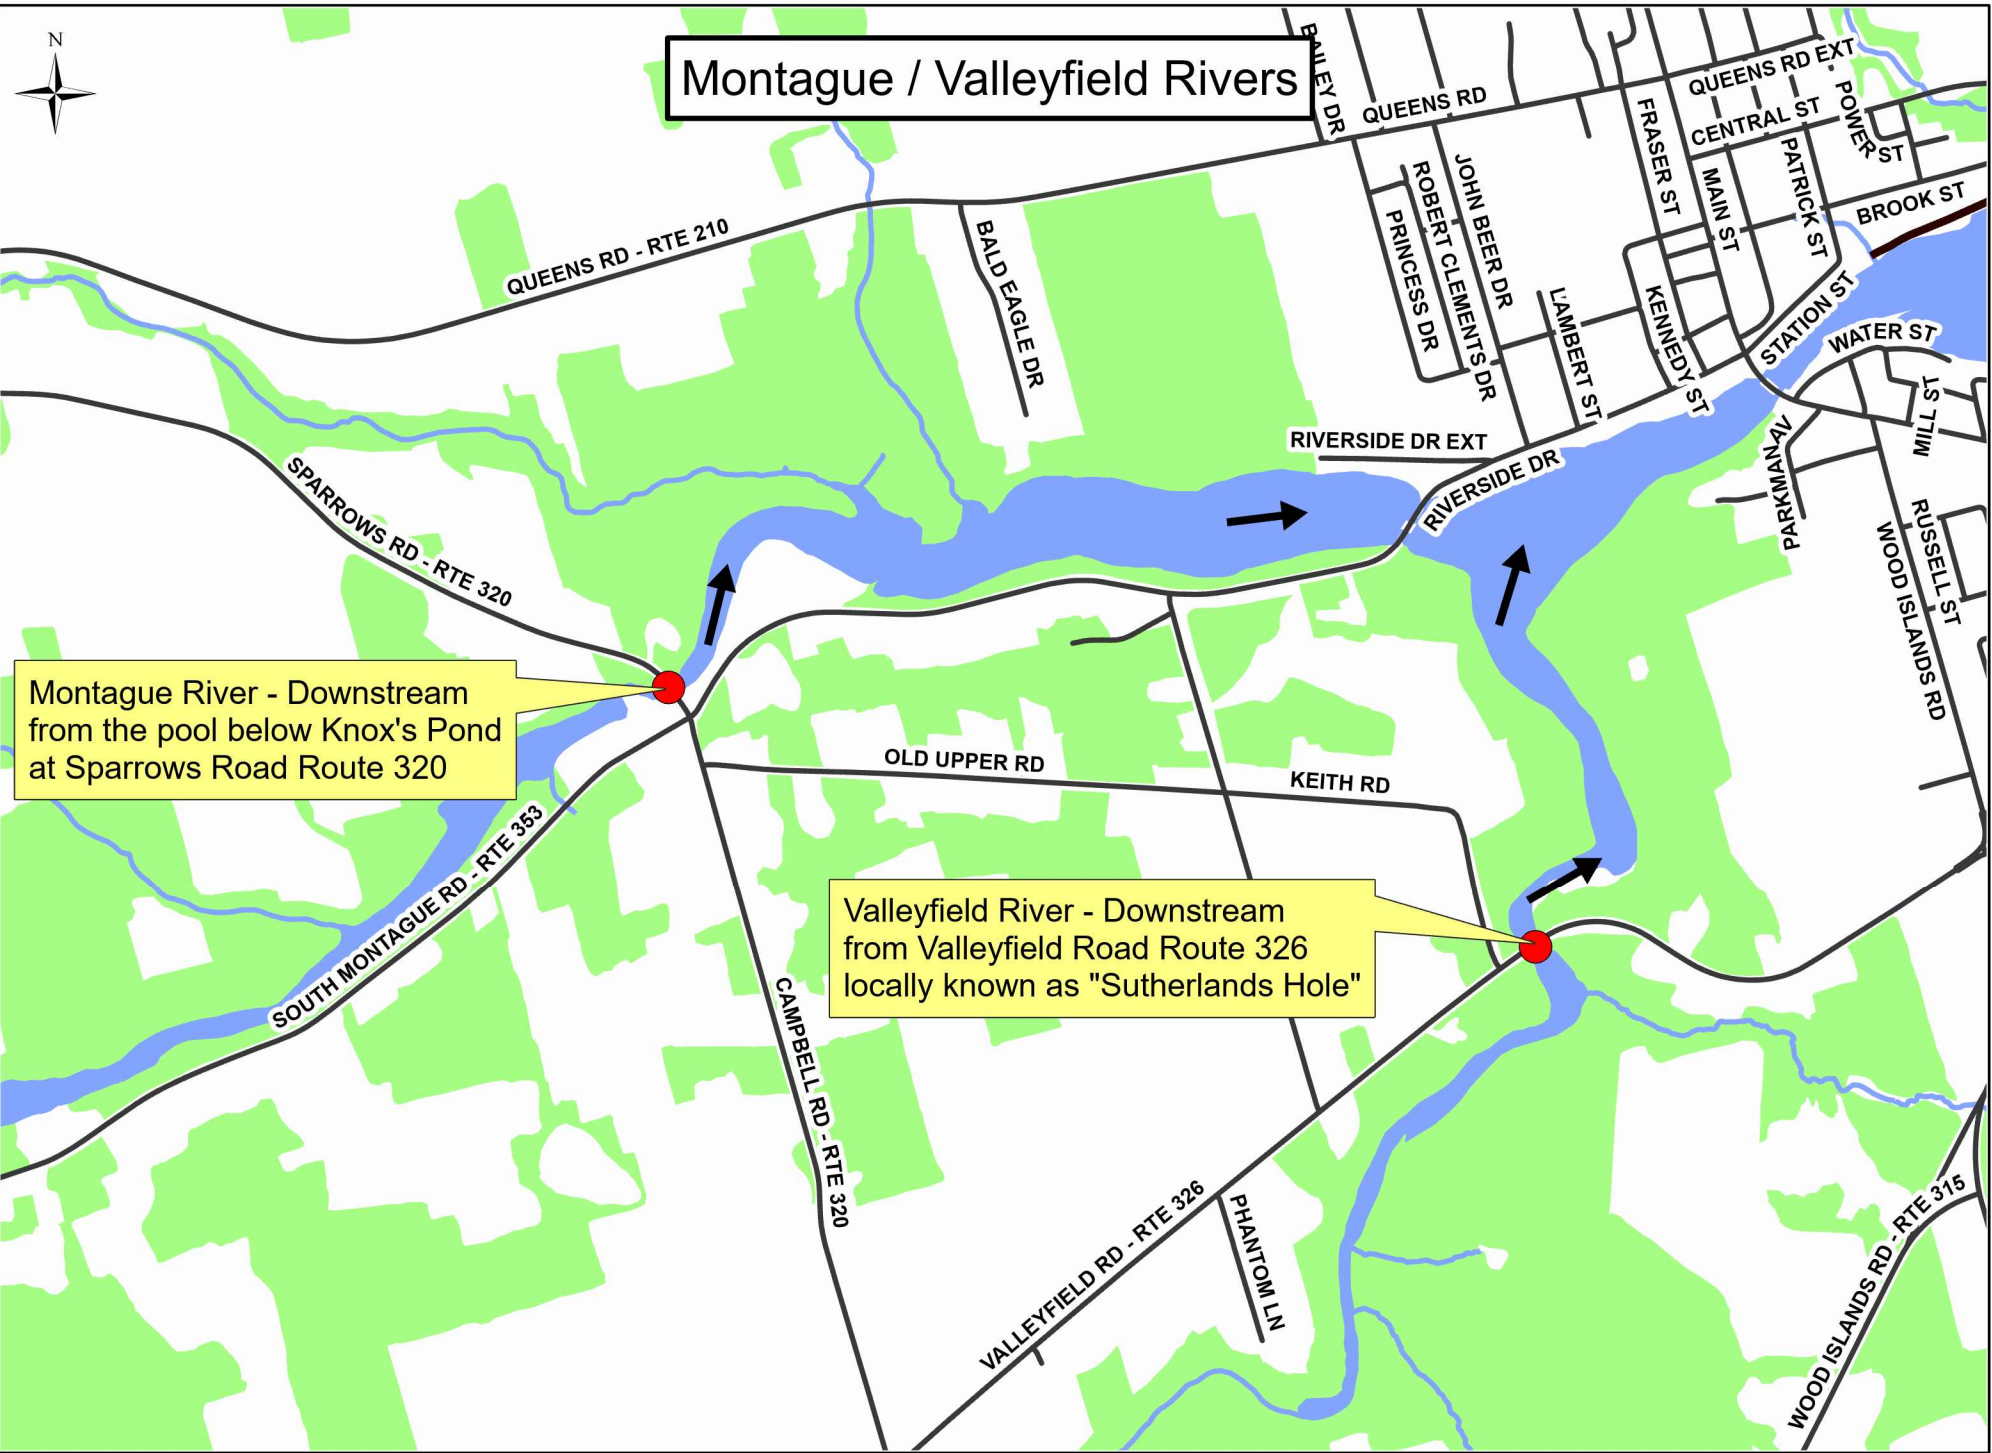 N
Montague / Valleyfield Rivers
BAILEY DR
QUEENS RD
QUEENS RD EXT
CENTRAL ST
POWER ST
FRASER ST
MAIN ST
PATRICK ST
BROOK ST
JOHN BEER DR
ROBERT CLEMENTS DR
PRINCESS DR
QUEENS RD - RTE 210
BALD EAGLE DR
LAMBERT ST
KENNEDY ST
STATION ST
WATER ST
MILL ST
PARKMAN AV
RIVERSIDE DR EXT
RIVERSIDE DR
RUSSELL ST
WOOD ISLANDS RD
SPARROWS RD - RTE 320
Montague River - Downstream
from the pool below Knox's Pond
at Sparrows Road Route 320
OLD UPPER RD
KEITH RD
SOUTH MONTAGUE RD - RTE 353
Valleyfield River - Downstream
from Valleyfield Road Route 326
locally known as "Sutherlands Hole"
CAMPBELL RD - RTE 320
VALLEYFIELD RD - RTE 326
PHANTOM LN
WOOD ISLANDS RD - RTE 315